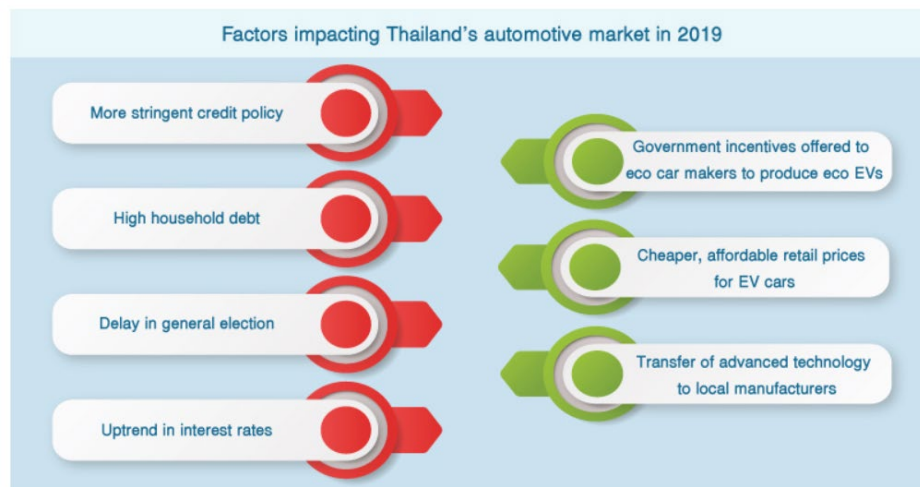 Factors impacting Thailand's automotive market in 2019
More stringent credit policy
High household debt
Delay in general election
Uptrend in interest rates
Government incentives offered to
eco car makers to produce eco EVs
Cheaper, affordable retail prices
for EV cars
Transfer of advanced technology
to local manufacturers